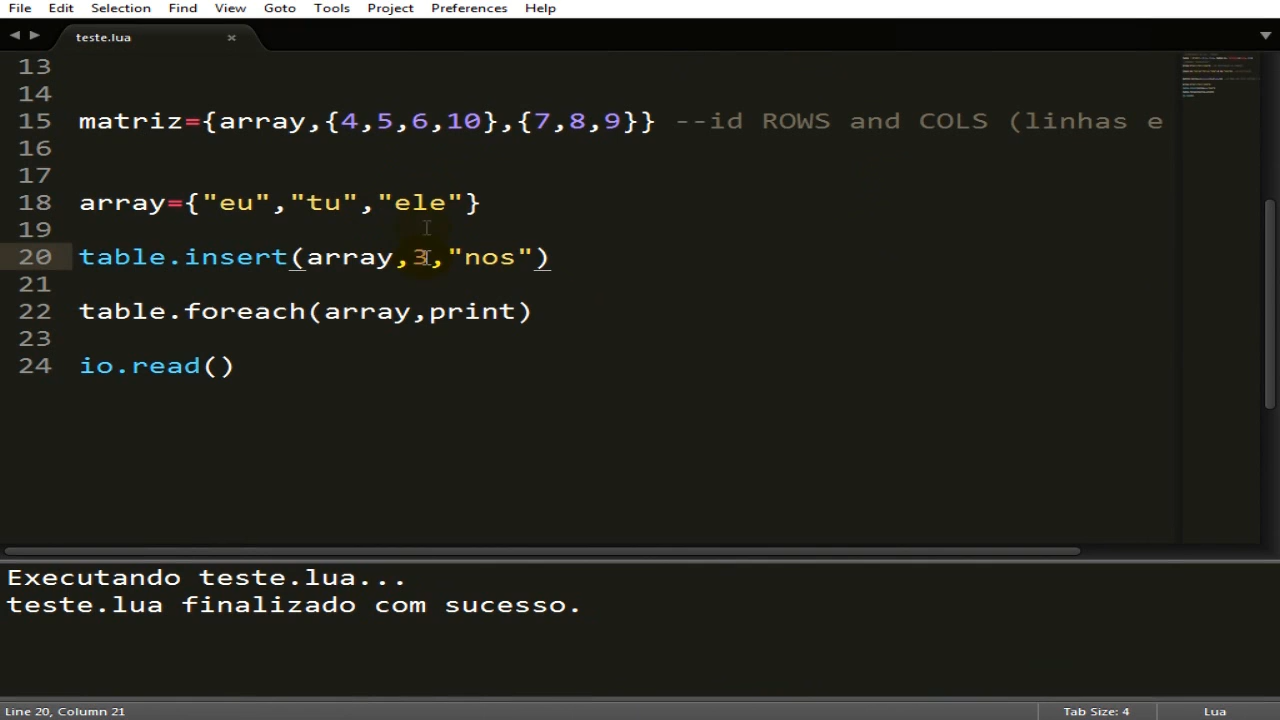 File Edit Selection Find View Goto Tools Project Preferences Help
teste.lua ×
13
14
15 matriz={array,{4,5,6,10},{7,8,9}} --id ROWS and COLS (linhas e
16
17
18 array={"eu","tu","ele"}
19
20 table.insert(array,3,"nos")
21
22 table.foreach(array,print)
23
24 io.read()
Executando teste.lua...
teste.lua finalizado com sucesso.
Line 20, Column 21 Tab Size: 4 Lua